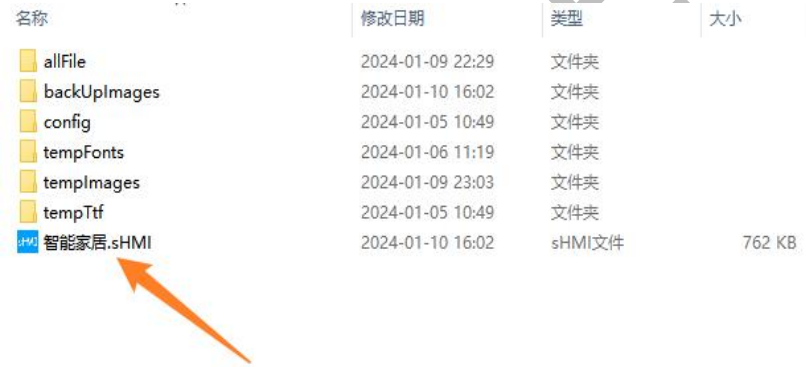 名称 修改日期 类型 大小
allFile 2024-01-09 22:29 文件夹
backUpImages 2024-01-10 16:02 文件夹
config 2024-01-05 10:49 文件夹
tempFonts 2024-01-06 11:19 文件夹
tempImages 2024-01-09 23:03 文件夹
tempTtf 2024-01-05 10:49 文件夹
sHMI 智能家居.sHMI 2024-01-10 16:02 sHMI文件 762 KB